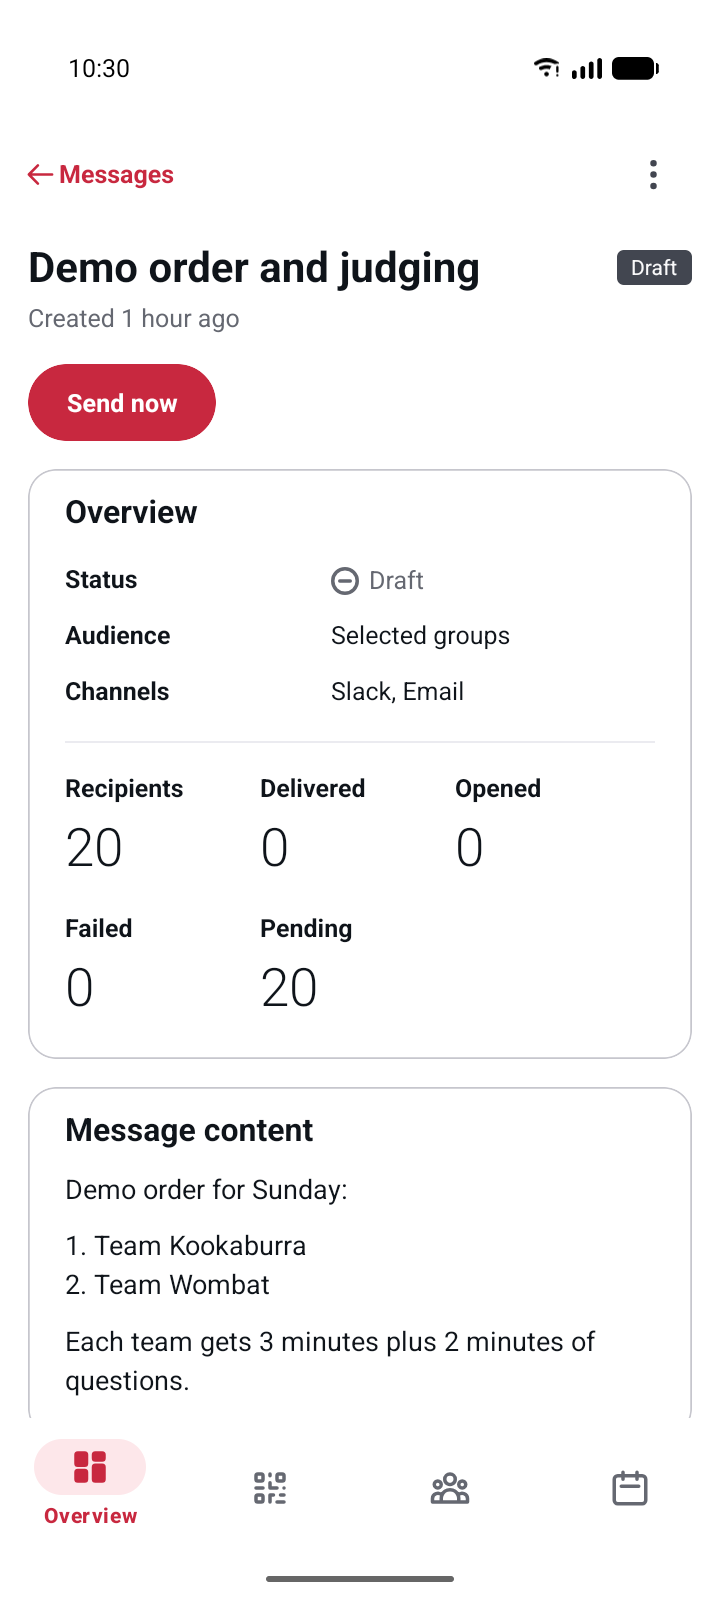 10:30
Messages
Demo order and judging
Draft
Created 1 hour ago
Send now
Overview
Status
Draft
Audience
Selected groups
Channels
Slack, Email
Recipients
Delivered
Opened
20
0
0
Failed
Pending
0
20
Message content
Demo order for Sunday:
1. Team Kookaburra
2. Team Wombat
Each team gets 3 minutes plus 2 minutes of
questions.
Overview